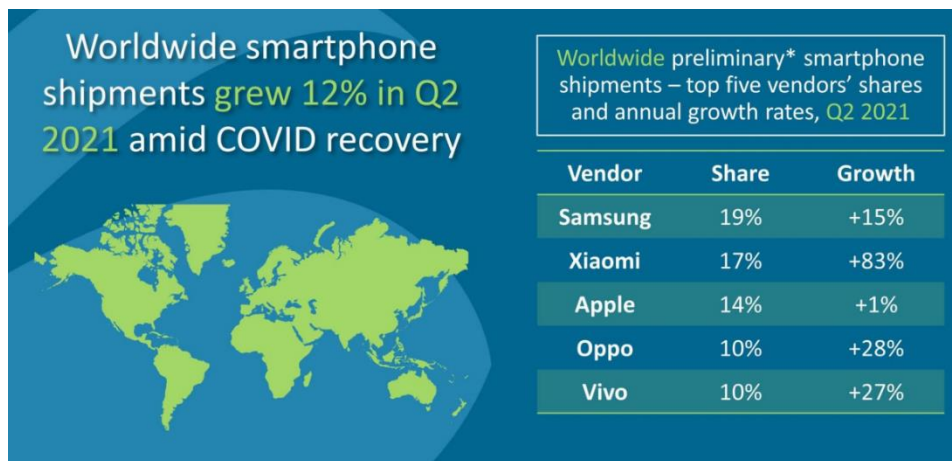 Worldwide smartphone
shipments grew 12% in Q2
2021 amid COVID recovery
Worldwide preliminary* smartphone
shipments – top five vendors’ shares
and annual growth rates, Q2 2021
Vendor Share Growth
Samsung 19% +15%
Xiaomi 17% +83%
Apple 14% +1%
Oppo 10% +28%
Vivo 10% +27%